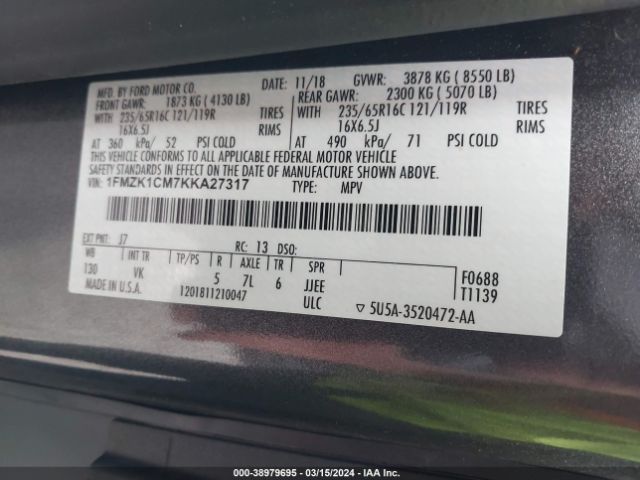 MFD. BY FORD MOTOR CO. DATE: 11/18 GVWR: 3878 KG ( 8550 LB)
FRONT GAWR: 1873 KG ( 4130 LB) REAR GAWR: 2300 KG ( 5070 LB)
WITH 235/65R16C 121/119R TIRES WITH 235/65R16C 121/119R TIRES
16X6.5J RIMS 16X6.5J RIMS
AT 360 kPa/ 52 PSI COLD AT 490 kPa/ 71 PSI COLD
THIS VEHICLE CONFORMS TO ALL APPLICABLE FEDERAL MOTOR VEHICLE
SAFETY STANDARDS IN EFFECT ON THE DATE OF MANUFACTURE SHOWN ABOVE.
VIN: 1FMZK1CM7KKA27317 TYPE: MPV
EXT PNT: J7 RC: 13 DSO:
WB INT TR TP/PS R AXLE TR SPR
130 VK 5 7L 6 JJEE F0688
MADE IN U.S.A. 1201811210047 ULC T1139
▽ 5U5A-3520472-AA
000-38979695 - 03/15/2024 - IAA Inc.